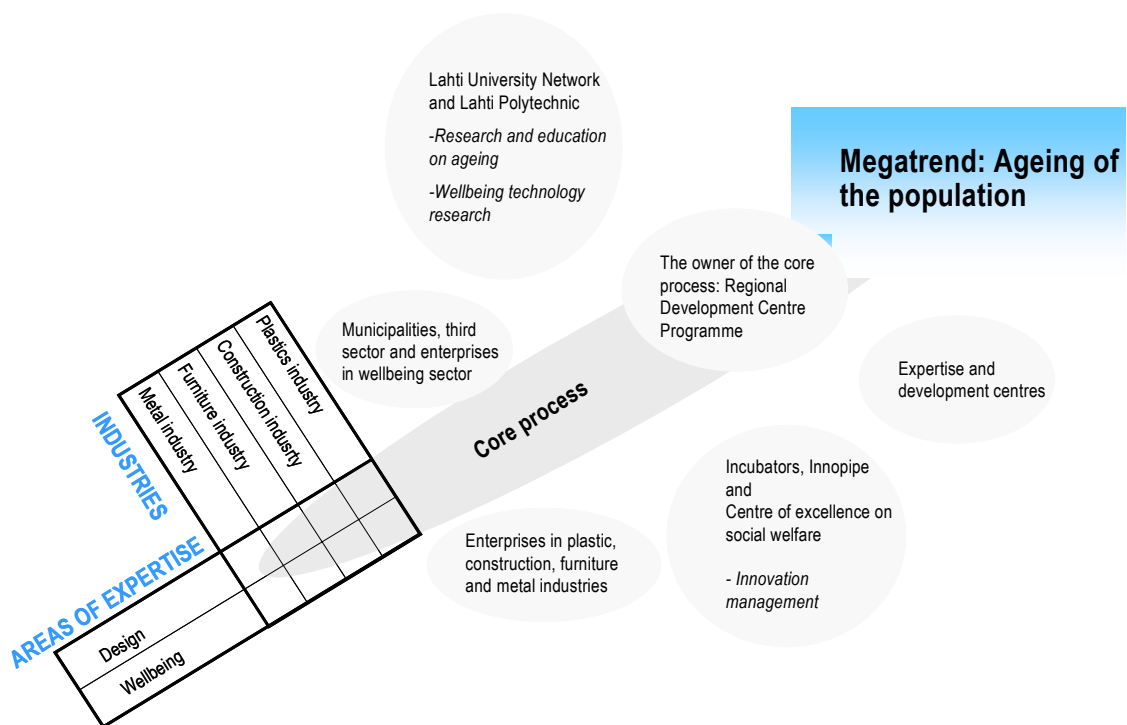 Lahti University Network
and Lahti Polytechnic
-Research and education
on ageing
-Wellbeing technology
research
Megatrend: Ageing of
the population
The owner of the core
process: Regional
Development Centre
Programme
Municipalities, third
sector and enterprises
in wellbeing sector
Expertise and
development centres
Core process
Incubators, Innopipe
and
Centre of excellence on
social welfare
- Innovation
management
Enterprises in plastic,
construction, furniture
and metal industries
INDUSTRIES
Metal industry
Furniture industry
Construction indusrty
Plastics industry
AREAS OF EXPERTISE
Design
Wellbeing